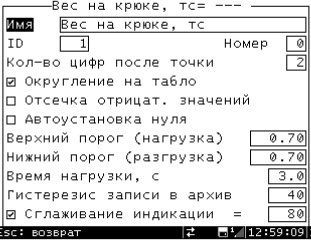 Вес на крюке, тс= ---
Имя Вес на крюке, тс
ID 1 Номер 0
Кол-во цифр после точки 2
Округление на табло
Отсечка отрицат. значений
Автоустановка нуля
Верхний порог (нагрузка) 0.70
Нижний порог (разгрузка) 0.70
Время нагрузки, с 3.0
Гистерезис записи в архив 40
Сглаживание индикации = 80
Esc: возврат 12:59:09